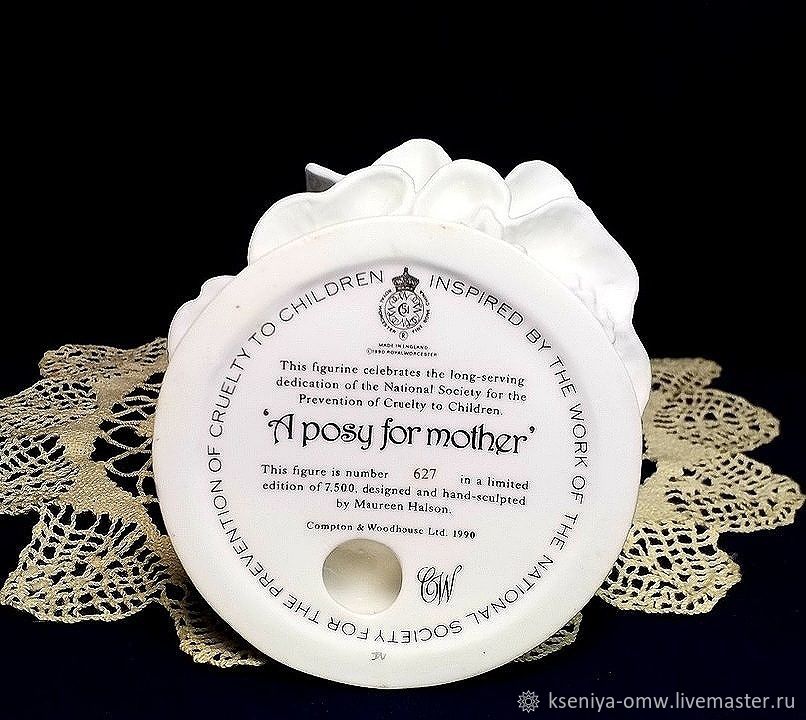 INSPIRED BY THE WORK OF THE NATIONAL SOCIETY FOR THE PREVENTION OF CRUELTY TO CHILDREN
MADE IN ENGLAND
©1990 ROYAL WORCESTER
This figurine celebrates the long-serving
dedication of the National Society for the
Prevention of Cruelty to Children.
'A posy for mother'
This figure is number 627 in a limited
edition of 7,500, designed and hand-sculpted
by Maureen Halson.
Compton & Woodhouse Ltd. 1990
CW
kseniya-omw.livemaster.ru